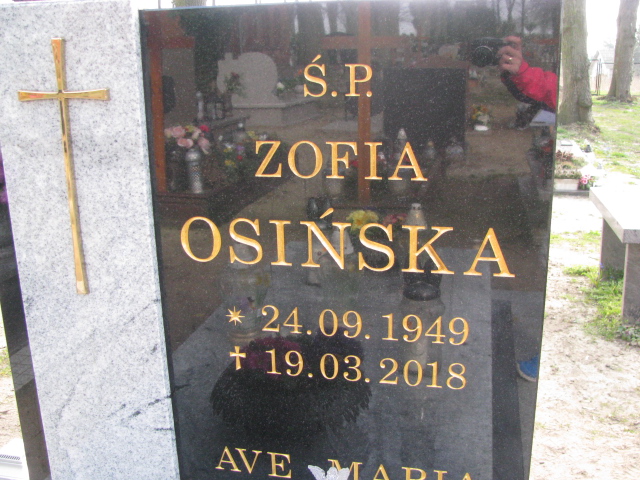 Ś.P.
ZOFIA
OSIŃSKA
* 24.09.1949
† 19.03.2018
AVE MARIA